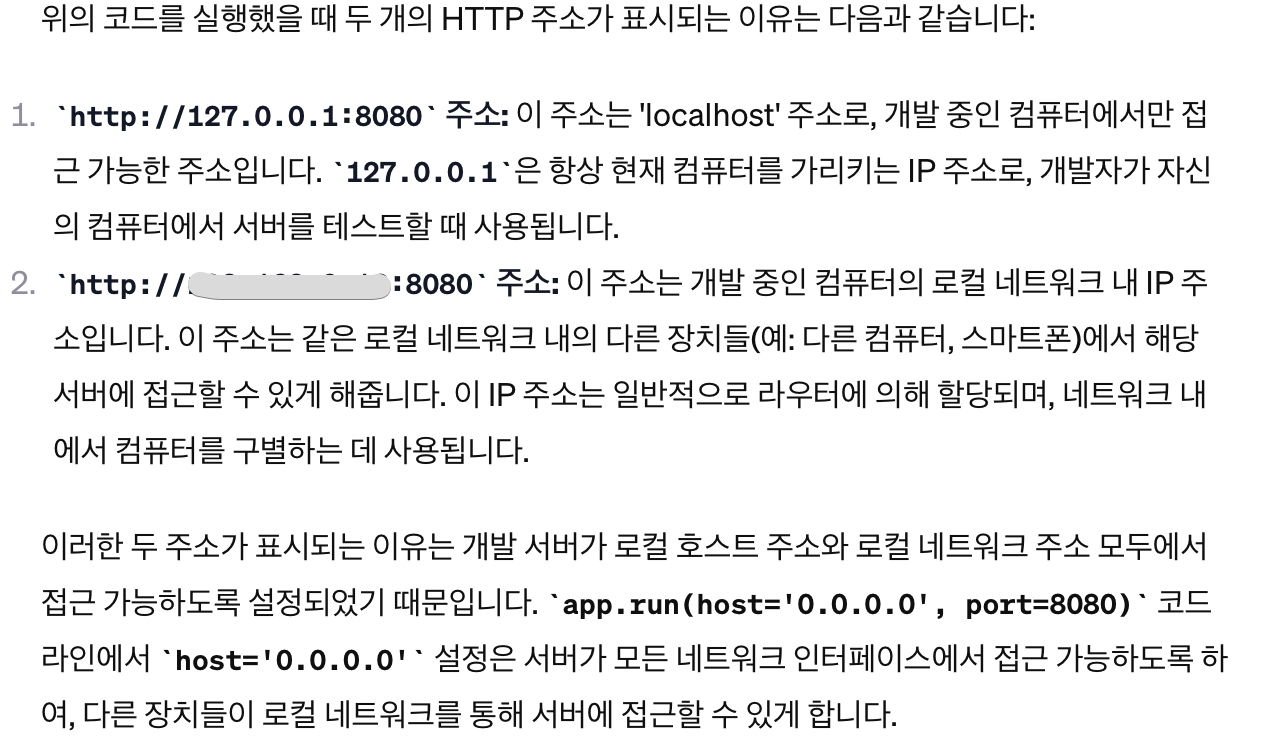 위의 코드를 실행했을 때 두 개의 HTTP 주소가 표시되는 이유는 다음과 같습니다:
1. `http://127.0.0.1:8080` 주소: 이 주소는 'localhost' 주소로, 개발 중인 컴퓨터에서만 접
근 가능한 주소입니다. `127.0.0.1`은 항상 현재 컴퓨터를 가리키는 IP 주소로, 개발자가 자신
의 컴퓨터에서 서버를 테스트할 때 사용됩니다.
2. `http:// :8080` 주소: 이 주소는 개발 중인 컴퓨터의 로컬 네트워크 내 IP 주
소입니다. 이 주소는 같은 로컬 네트워크 내의 다른 장치들(예: 다른 컴퓨터, 스마트폰)에서 해당
서버에 접근할 수 있게 해줍니다. 이 IP 주소는 일반적으로 라우터에 의해 할당되며, 네트워크 내
에서 컴퓨터를 구별하는 데 사용됩니다.
이러한 두 주소가 표시되는 이유는 개발 서버가 로컬 호스트 주소와 로컬 네트워크 주소 모두에서
접근 가능하도록 설정되었기 때문입니다. `app.run(host='0.0.0.0', port=8080)` 코드
라인에서 `host='0.0.0.0'` 설정은 서버가 모든 네트워크 인터페이스에서 접근 가능하도록 하
여, 다른 장치들이 로컬 네트워크를 통해 서버에 접근할 수 있게 합니다.